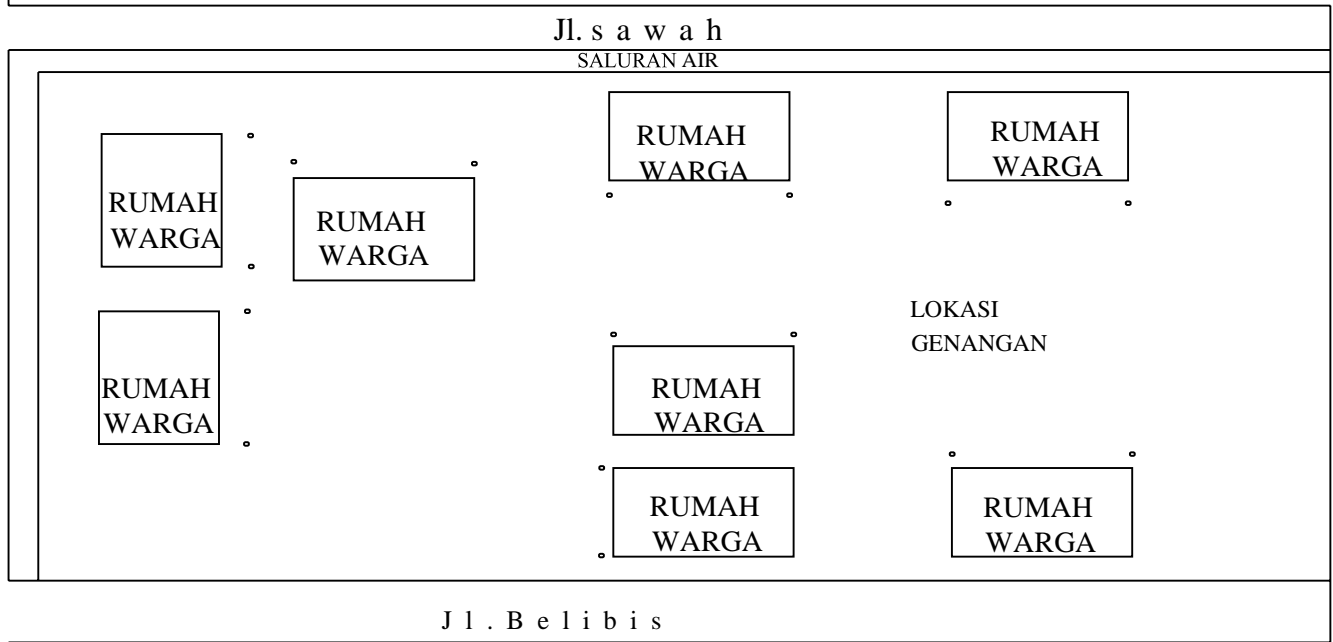 Jl. s a w a h
SALURAN AIR
RUMAH
WARGA
RUMAH
WARGA
RUMAH
WARGA
RUMAH
WARGA
LOKASI
GENANGAN
RUMAH
WARGA
RUMAH
WARGA
RUMAH
WARGA
RUMAH
WARGA
J l . B e l i b i s